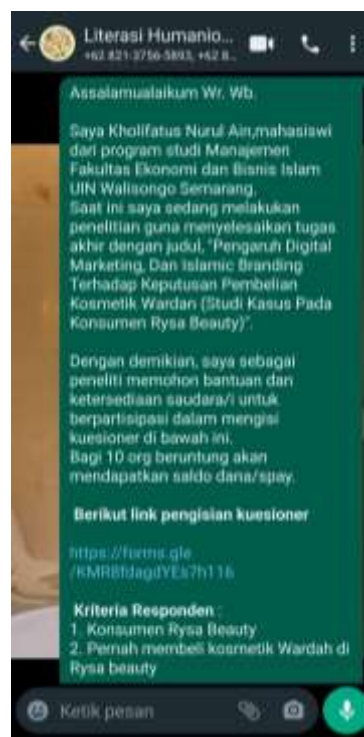 Literasi Humanio...
+62 821-3756-5893, +62 8...
Assalamualaikum Wr. Wb.
Saya Kholifatus Nurul Ain,mahasiswi
dari program studi Manajemen
Fakultas Ekonomi dan Bisnis Islam
UIN Walisongo Semarang,
Saat ini saya sedang melakukan
penelitian guna menyelesaikan tugas
akhir dengan judul, "Pengaruh Digital
Marketing, Dan Islamic Branding
Terhadap Keputusan Pembelian
Kosmetik Wardan (Studi Kasus Pada
Konsumen Rysa Beauty)".
Dengan demikian, saya sebagai
peneliti memohon bantuan dan
ketersediaan saudara/i untuk
berpartisipasi dalam mengisi
kuesioner di bawah ini.
Bagi 10 org beruntung akan
mendapatkan saldo dana/spay.
Berikut link pengisian kuesioner
https://forms.gle
/KMR8fdagdYEs7h116
Kriteria Responden :
1. Konsumen Rysa Beauty
2. Pernah membeli kosmetik Wardah di
Rysa beauty
Ketik pesan